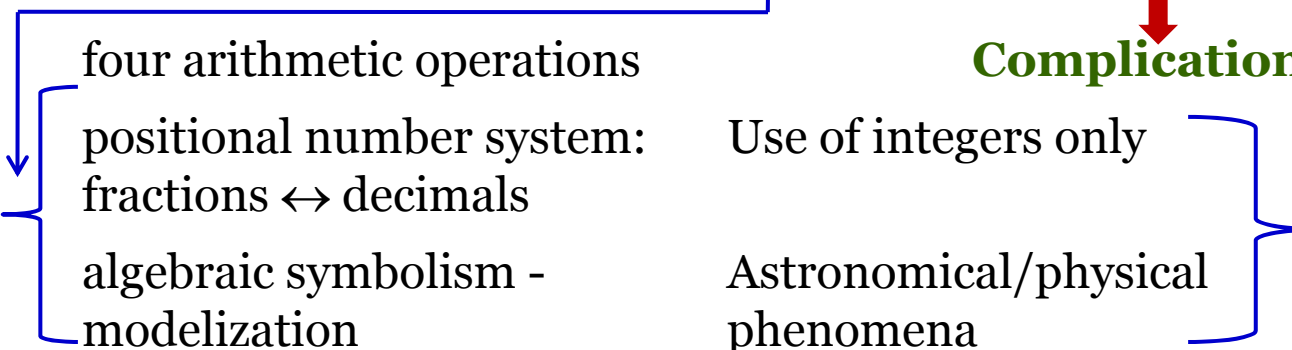 four arithmetic operations
Complication
positional number system:
fractions ↔ decimals
Use of integers only
algebraic symbolism -
modelization
Astronomical/physical
phenomena